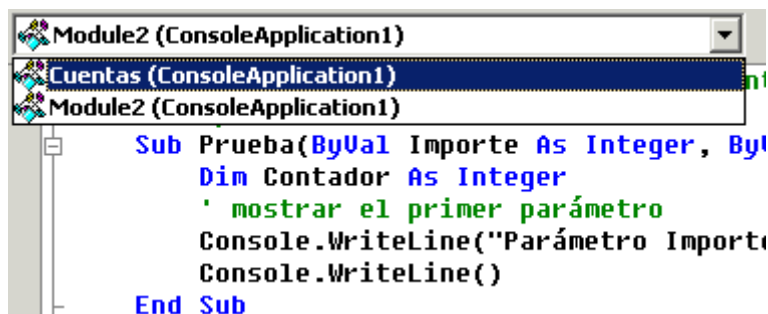 Module2 (ConsoleApplication1)
Cuentas (ConsoleApplication1)
Module2 (ConsoleApplication1)
Sub Prueba(ByVal Importe As Integer,
Dim Contador As Integer
' mostrar el primer parámetro
Console.WriteLine("Parámetro Importe
Console.WriteLine()
End Sub